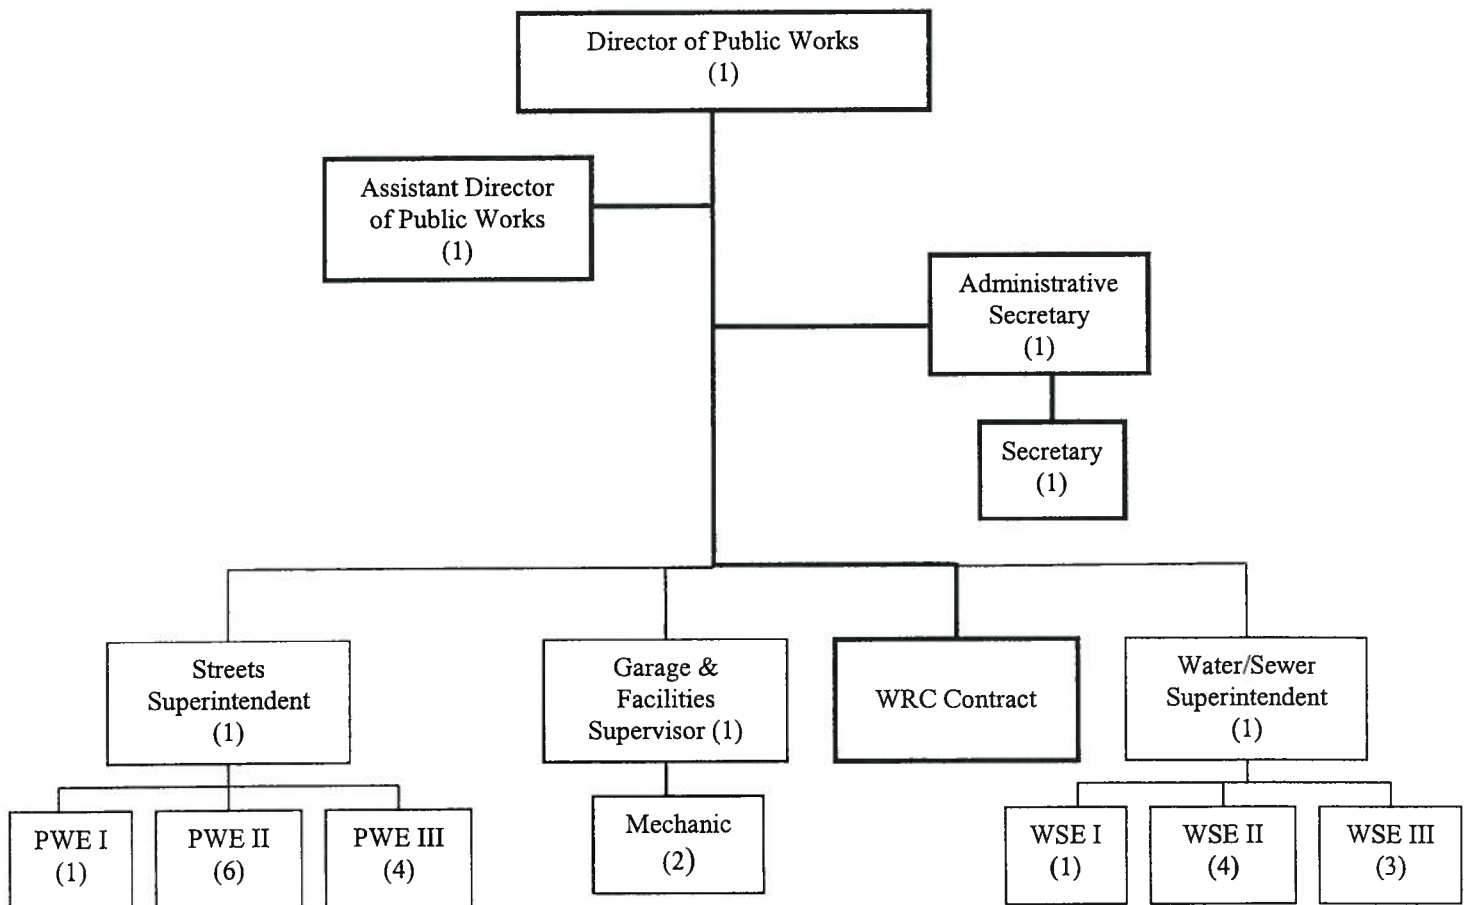 Director of Public Works
(1)
Assistant Director
of Public Works
(1)
Administrative
Secretary
(1)
Secretary
(1)
Streets
Superintendent
(1)
Garage &
Facilities
Supervisor (1)
WRC Contract
Water/Sewer
Superintendent
(1)
PWE I
(1)
PWE II
(6)
PWE III
(4)
Mechanic
(2)
WSE I
(1)
WSE II
(4)
WSE III
(3)